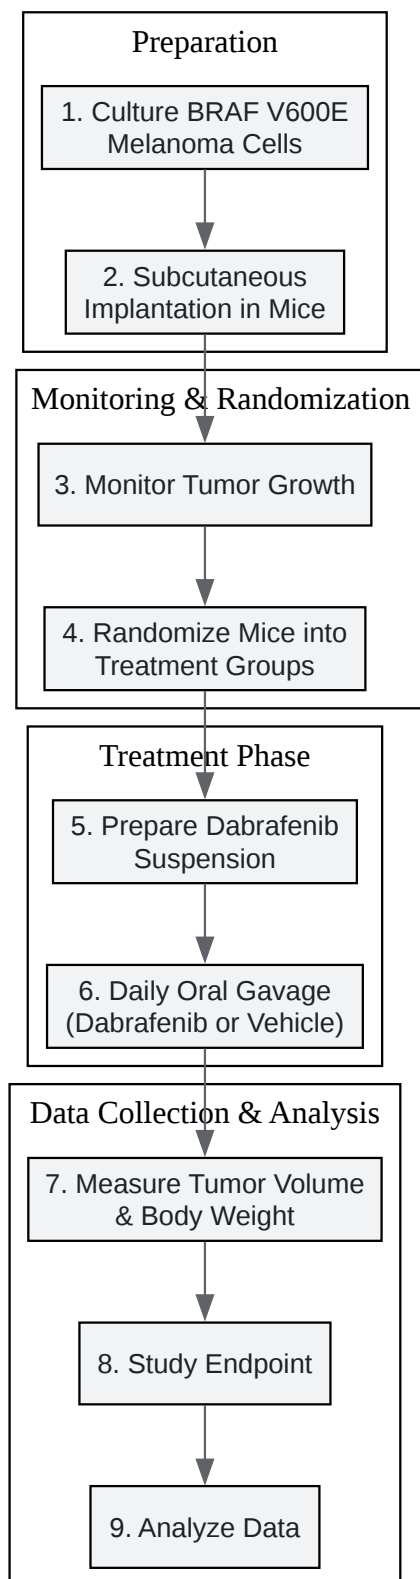 Preparation
1. Culture BRAF V600E
Melanoma Cells
2. Subcutaneous
Implantation in Mice
Monitoring & Randomization
3. Monitor Tumor Growth
4. Randomize Mice into
Treatment Groups
Treatment Phase
5. Prepare Dabrafenib
Suspension
6. Daily Oral Gavage
(Dabrafenib or Vehicle)
Data Collection & Analysis
7. Measure Tumor Volume
& Body Weight
8. Study Endpoint
9. Analyze Data